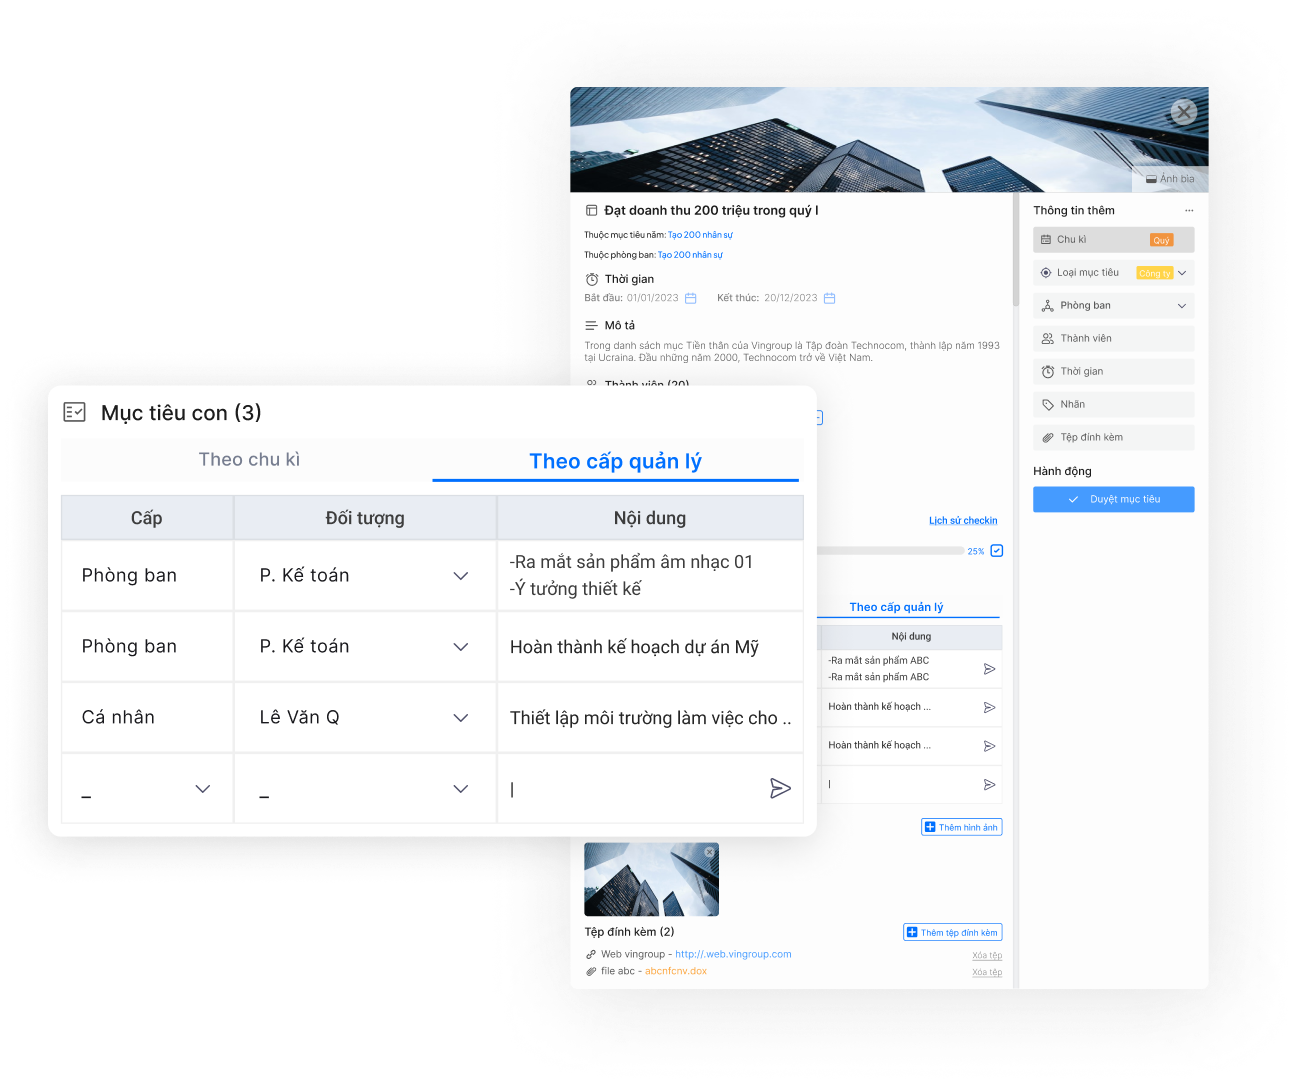 Ảnh bìa
Đạt doanh thu 200 triệu trong quý I
Thuộc mục tiêu năm: Tạo 200 nhân sự
Thuộc phòng ban: Tạo 200 nhân sự
Thời gian
Bắt đầu: 01/01/2023 Kết thúc: 20/12/2023
Mô tả
Trong danh sách mục Tiền thân của Vingroup là Tập đoàn Technocom, thành lập năm 1993
tại Ucraina. Đầu những năm 2000, Technocom trở về Việt Nam.
Thành viên (20)
Lịch sử checkin
25%
Theo cấp quản lý
Nội dung
-Ra mắt sản phẩm ABC
-Ra mắt sản phẩm ABC
Hoàn thành kế hoạch ...
Hoàn thành kế hoạch ...
|
Thêm hình ảnh
Tệp đính kèm (2)
Thêm tệp đính kèm
Web vingroup - http://.web.vingroup.com
Xóa tệp
file abc - abcnfcnv.dox
Xóa tệp
Thông tin thêm
...
Chu kì
Quý
Loại mục tiêu
Công ty
Phòng ban
Thành viên
Thời gian
Nhãn
Tệp đính kèm
Hành động
Duyệt mục tiêu
Mục tiêu con (3)
Theo chu kì
Theo cấp quản lý
Cấp
Đối tượng
Nội dung
Phòng ban
P. Kế toán
-Ra mắt sản phẩm âm nhạc 01
-Ý tưởng thiết kế
Phòng ban
P. Kế toán
Hoàn thành kế hoạch dự án Mỹ
Cá nhân
Lê Văn Q
Thiết lập môi trường làm việc cho ..
_
_
|